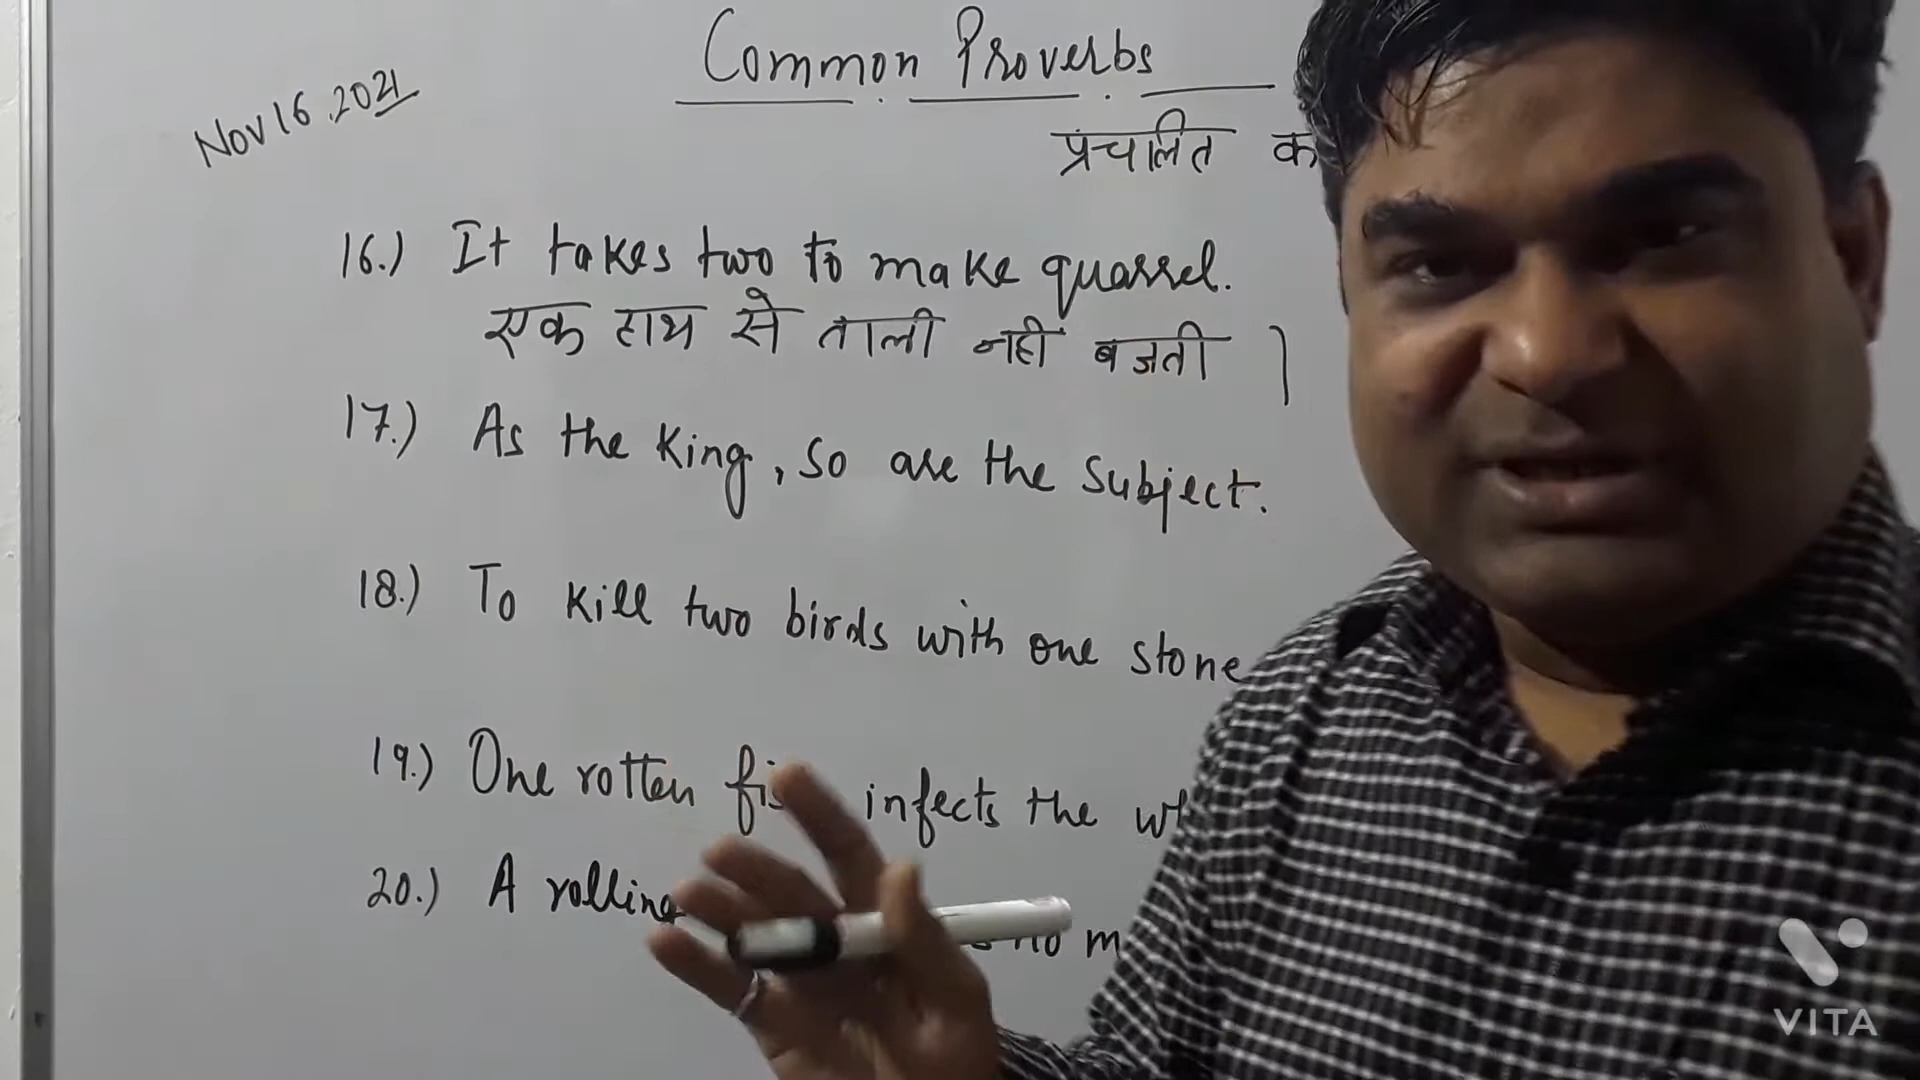 Common Proverbs
Nov 16, 2021
प्रचलित क
16.) It takes two to make quarrel.
एक हाथ से ताली नही बजती |
17.) As the King, so are the Subject.
18.) To Kill two birds with one stone
19.) One rotten infects the
20.) A rolling no
VITA